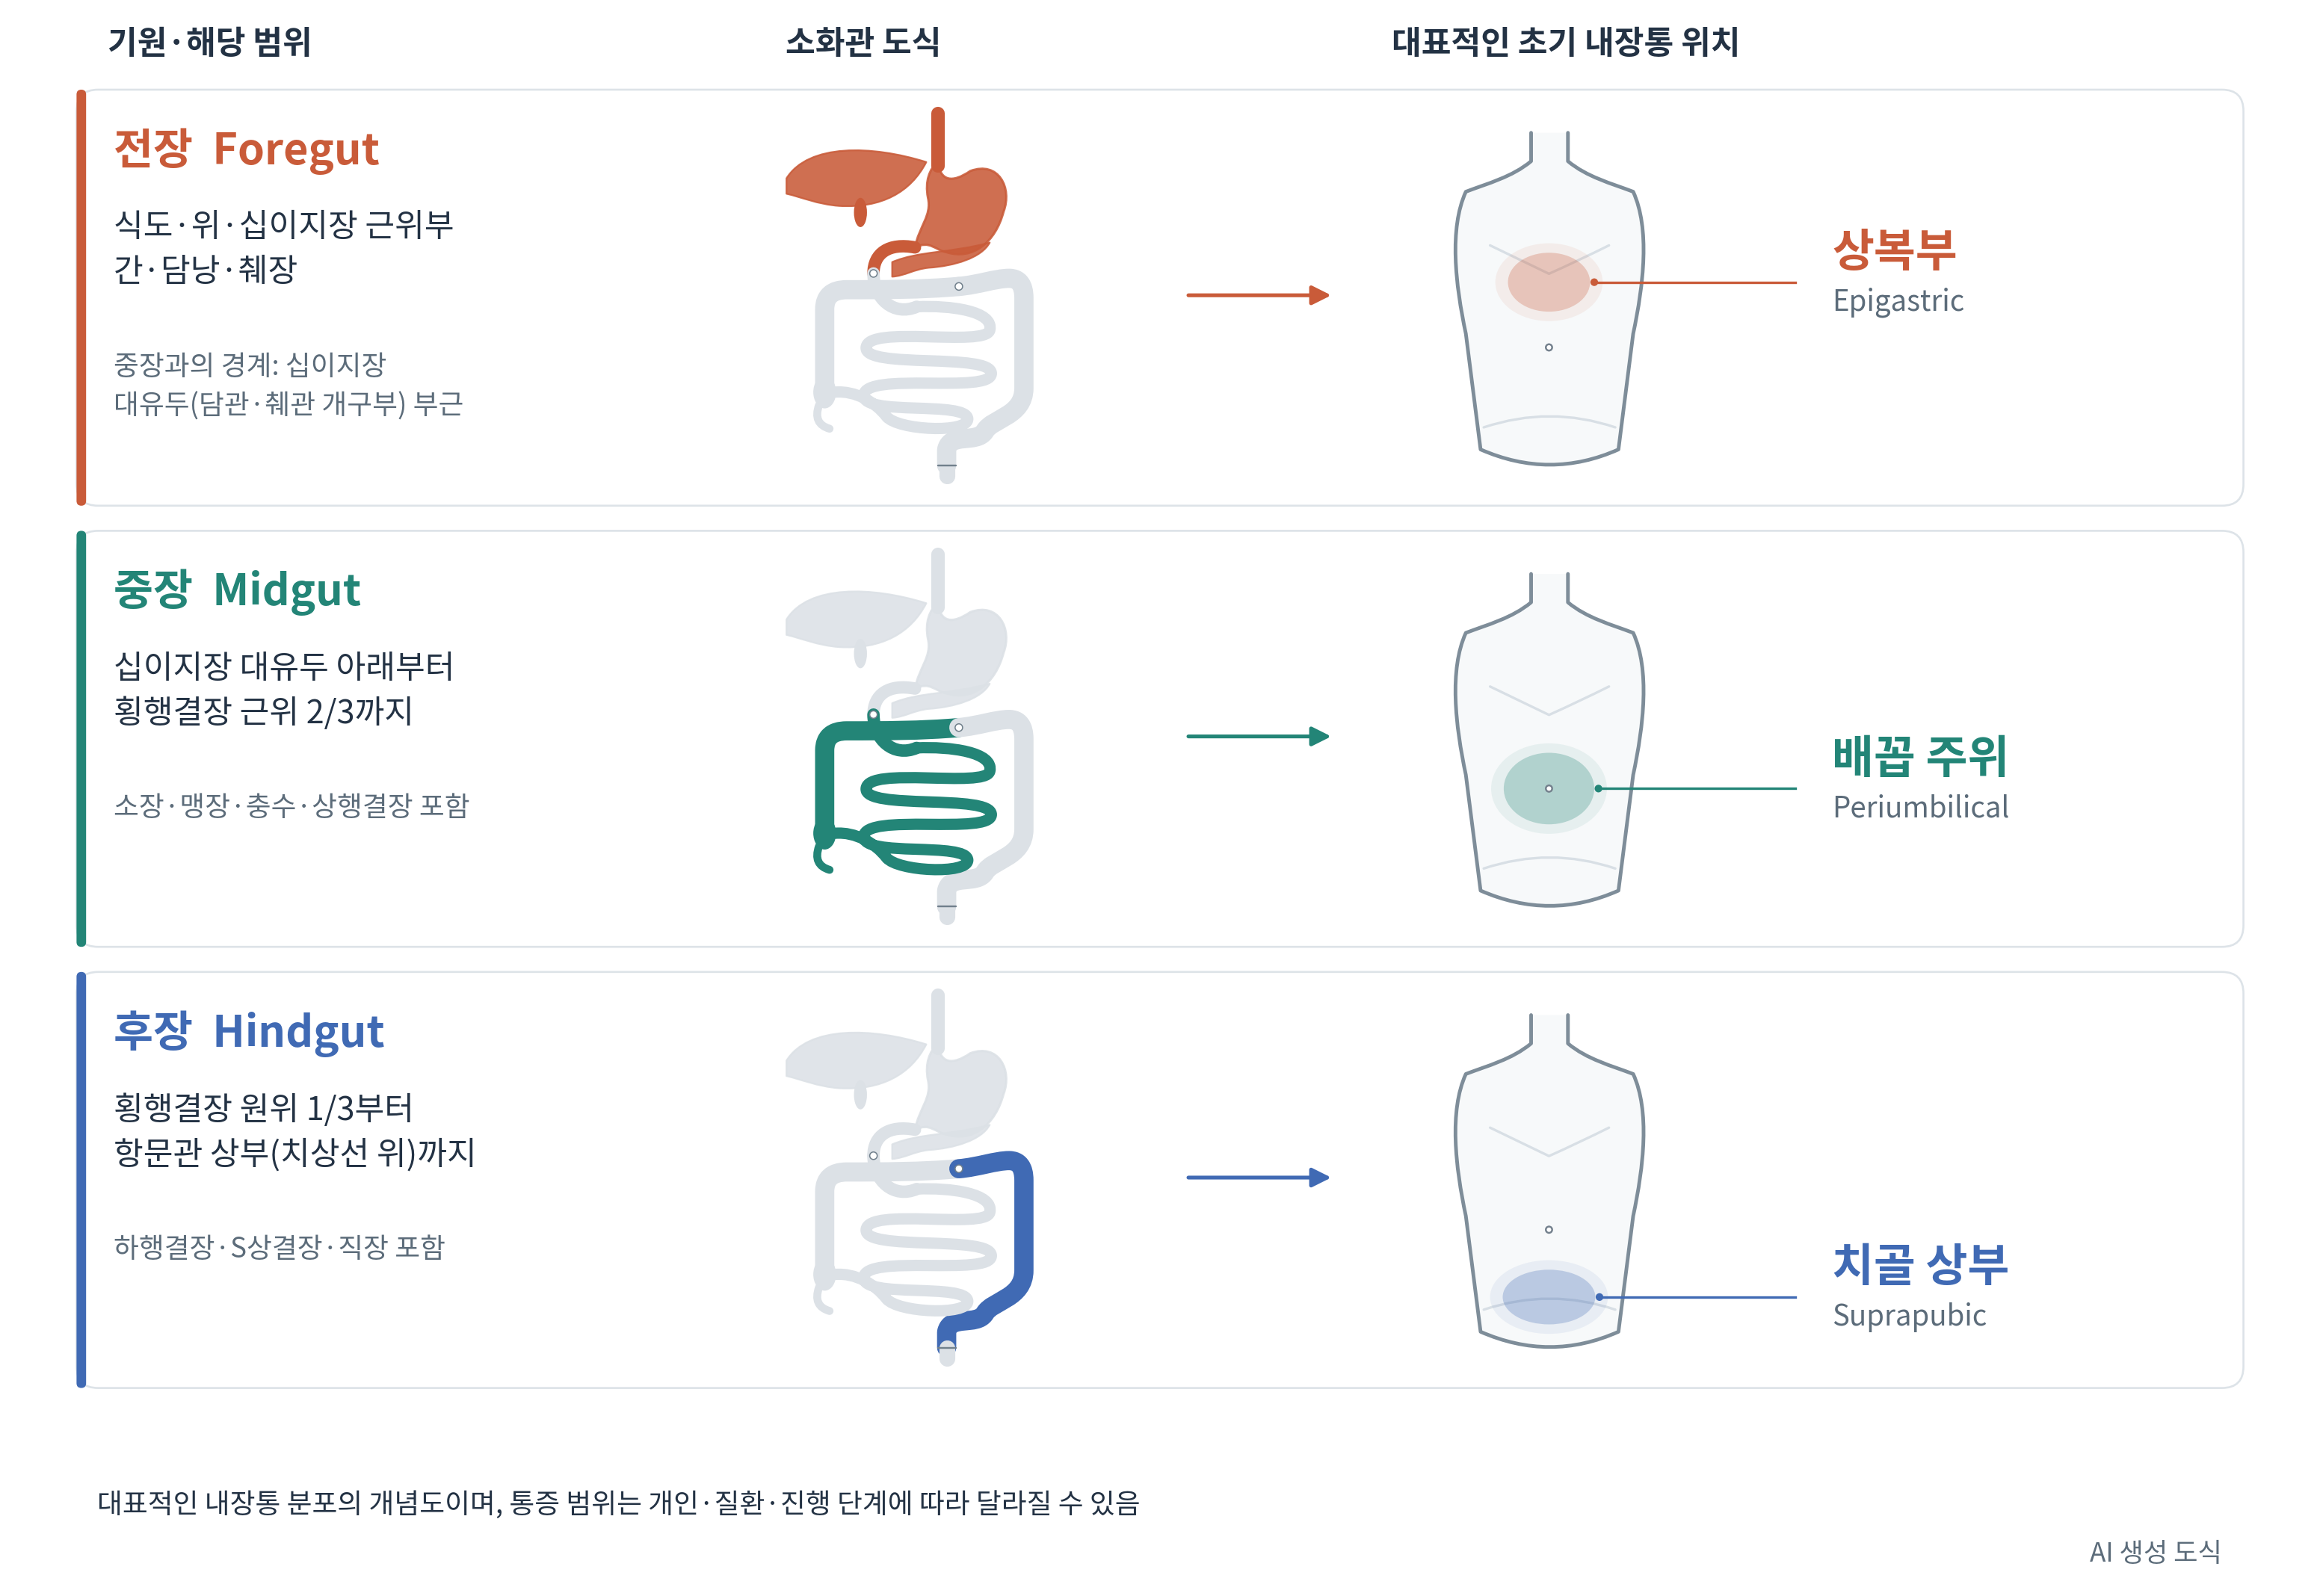 기원·해당 범위
소화관 도식
대표적인 초기 내장통 위치
전장 Foregut
식도·위·십이지장 근위부
간·담낭·췌장
중장과의 경계: 십이지장
대유두(담관·췌관 개구부) 부근
상복부
Epigastric
중장 Midgut
십이지장 대유두 아래부터
횡행결장 근위 2/3까지
소장·맹장·충수·상행결장 포함
배꼽 주위
Periumbilical
후장 Hindgut
횡행결장 원위 1/3부터
항문관 상부(치상선 위)까지
하행결장·S상결장·직장 포함
치골 상부
Suprapubic
대표적인 내장통 분포의 개념도이며, 통증 범위는 개인·질환·진행 단계에 따라 달라질 수 있음
AI 생성 도식